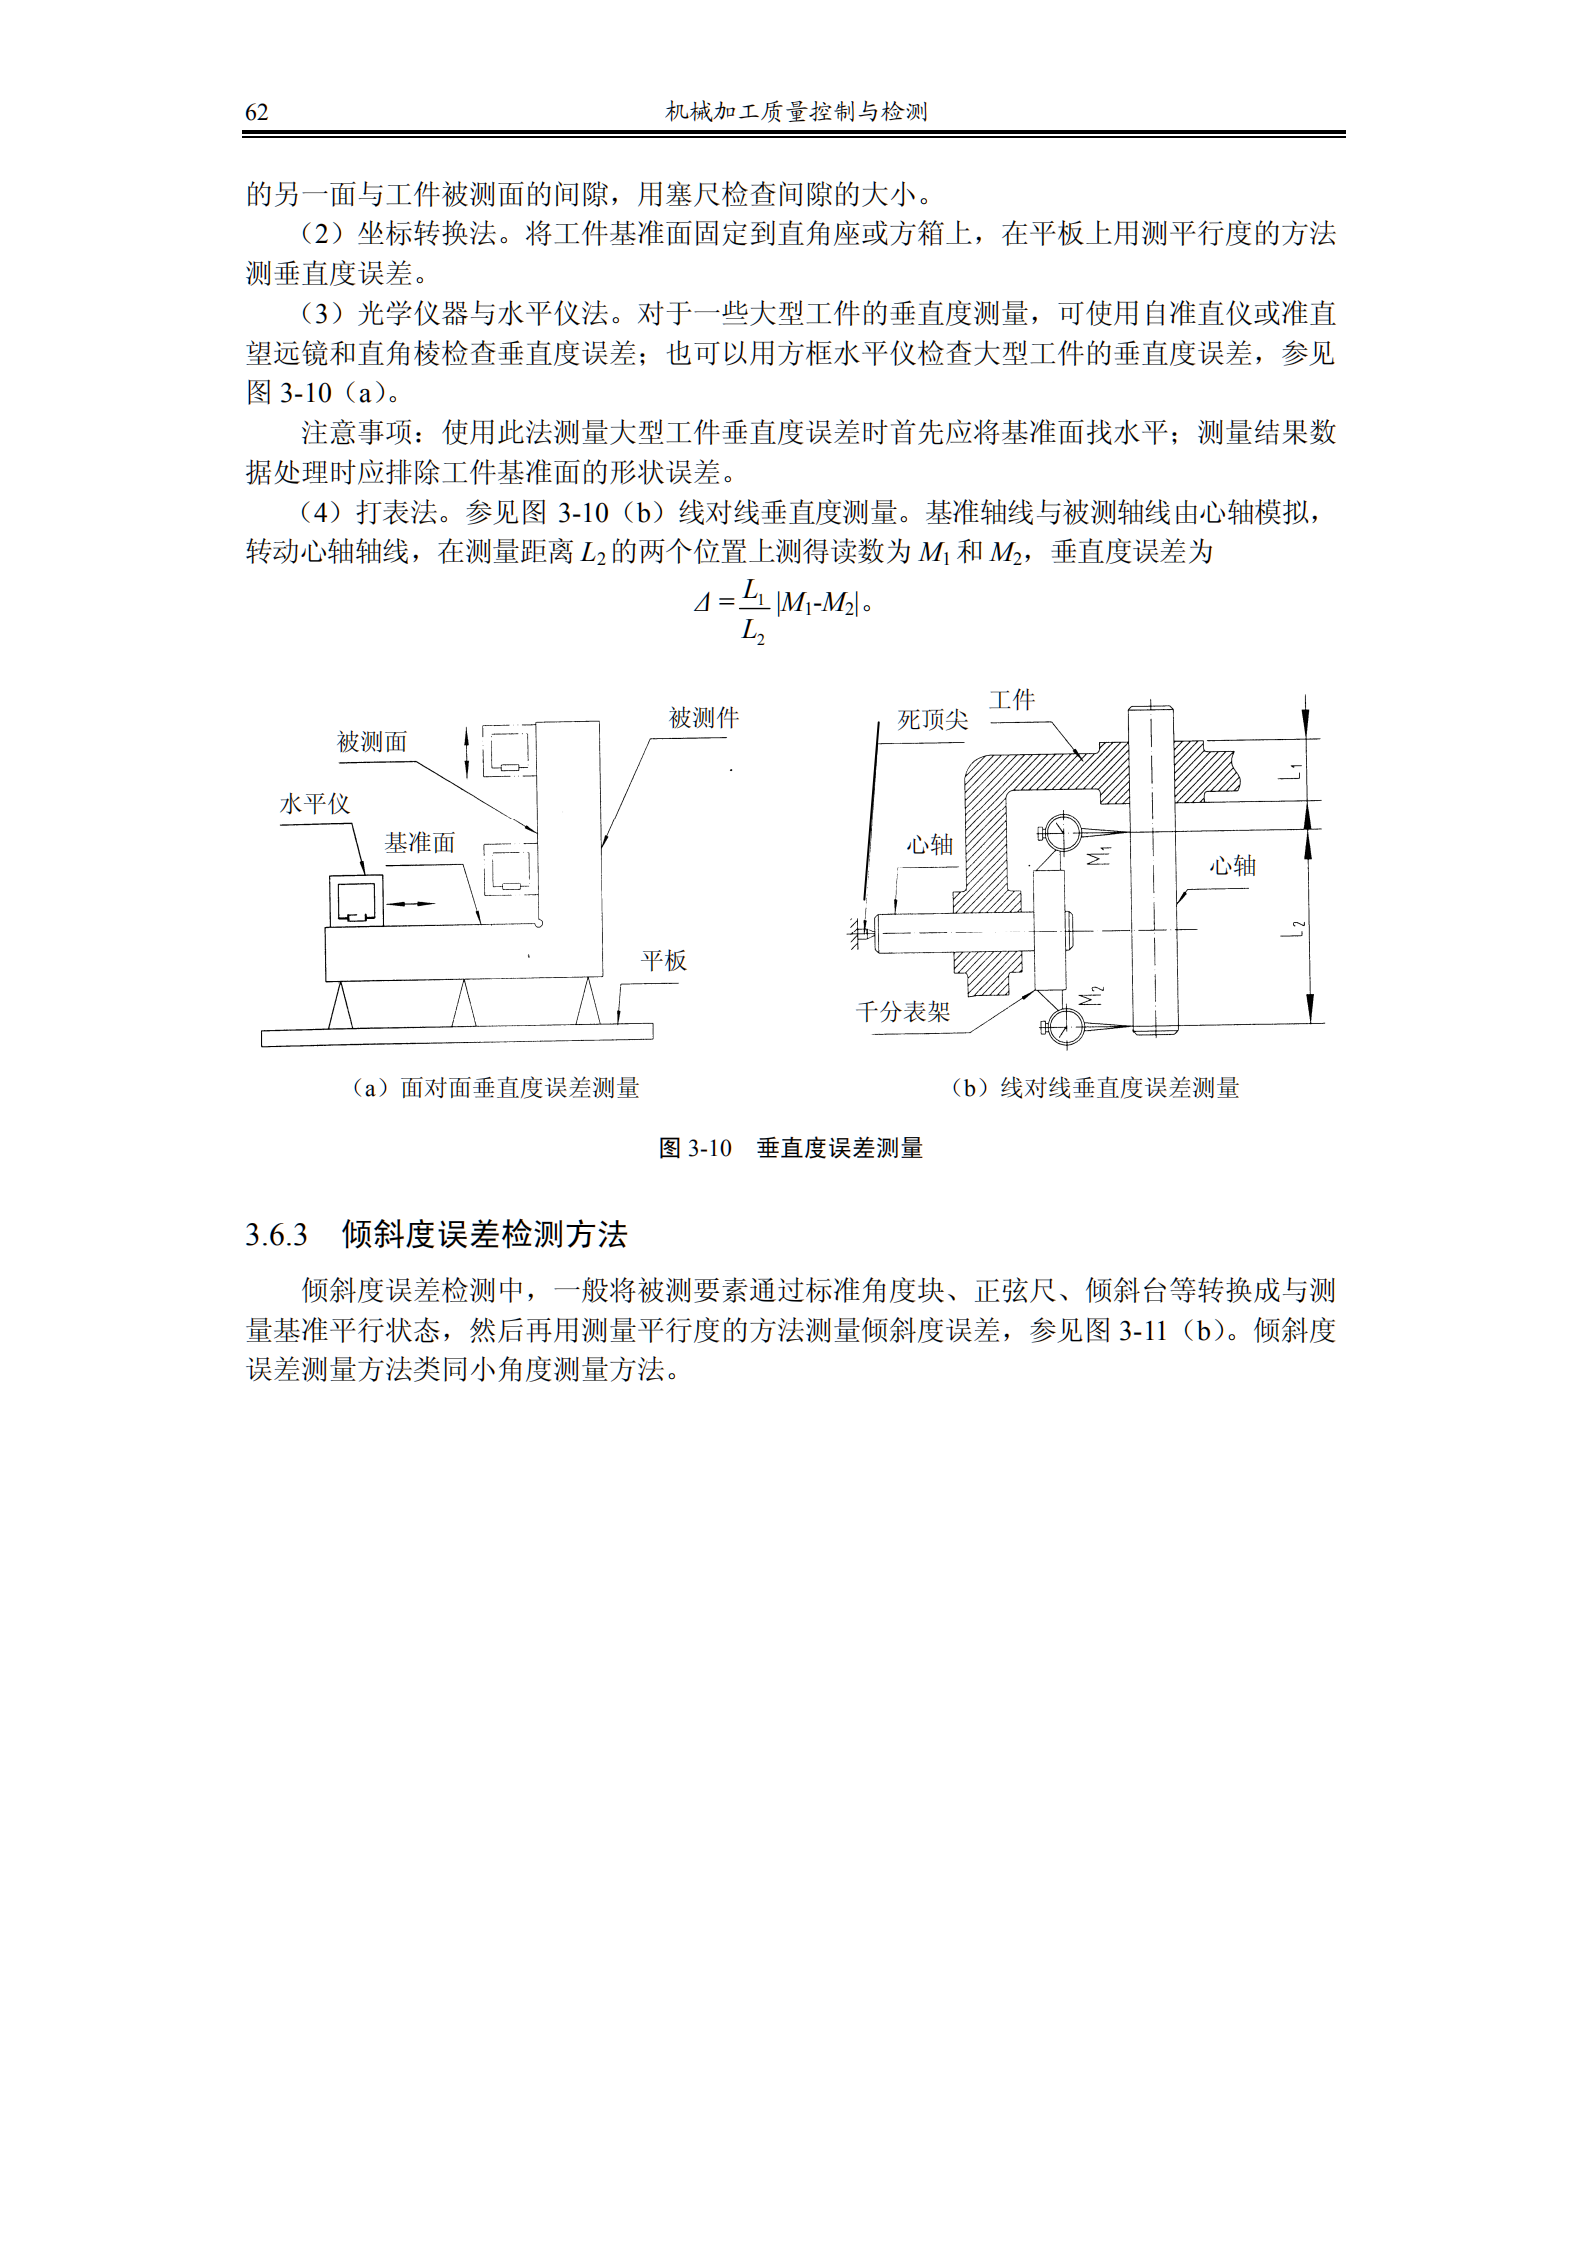 62 机械加工质量控制与检测
的另一面与工件被测面的间隙，用塞尺检查间隙的大小。
（2）坐标转换法。将工件基准面固定到直角座或方箱上，在平板上用测平行度的方法
测垂直度误差。
（3）光学仪器与水平仪法。对于一些大型工件的垂直度测量，可使用自准直仪或准直
望远镜和直角棱检查垂直度误差；也可以用方框水平仪检查大型工件的垂直度误差，参见
图 3-10（a）。
注意事项：使用此法测量大型工件垂直度误差时首先应将基准面找水平；测量结果数
据处理时应排除工件基准面的形状误差。
（4）打表法。参见图 3-10（b）线对线垂直度测量。基准轴线与被测轴线由心轴模拟，
转动心轴轴线，在测量距离 L₂的两个位置上测得读数为 M₁ 和 M₂，垂直度误差为
Δ = L₁/L₂ |M₁-M₂|。
被测面
被测件
水平仪
基准面
平板
死顶尖
工件
L₁
心轴
M₁
心轴
L₂
M₂
千分表架
（a）面对面垂直度误差测量
（b）线对线垂直度误差测量
图 3-10 垂直度误差测量
3.6.3 倾斜度误差检测方法
倾斜度误差检测中，一般将被测要素通过标准角度块、正弦尺、倾斜台等转换成与测
量基准平行状态，然后再用测量平行度的方法测量倾斜度误差，参见图 3-11（b）。倾斜度
误差测量方法类同小角度测量方法。